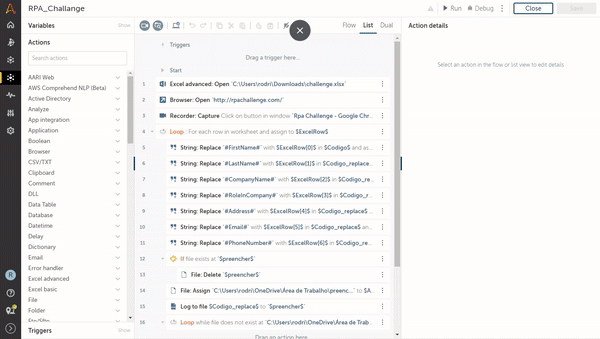 RPA_Challange
Run
Debug
Close
Save
Variables
Show
Flow
List
Dual
Action details
Actions
Search actions
AARI Web
AWS Comprehend NLP (Beta)
Active Directory
Analyze
App integration
Application
Boolean
Browser
CSV/TXT
Clipboard
Comment
DLL
Data Table
Database
Datetime
Delay
Dictionary
Email
Error handler
Excel advanced
Excel basic
File
Folder
Triggers
Show
Triggers
Drag a trigger here...
Start
1 Excel advanced: Open "C:\Users\rodri\Downloads\challenge.xlsx"
2 Browser: Open "http://rpachallenge.com/"
3 Recorder: Capture Click on button in window "Rpa Challenge - Google Chr...
4 Loop : For each row in worksheet and assign to $ExcelRow$
5 String: Replace "#FirstName#" with $ExcelRow[0]$ in $Codigo$ and as...
6 String: Replace "#LastName#" with $ExcelRow[1]$ in $Codigo_replace...
7 String: Replace "#CompanyName#" with $ExcelRow[2]$ in $Codigo_...
8 String: Replace "#RoleInCompany#" with $ExcelRow[3]$ in $Codigo_r...
9 String: Replace "#Address#" with $ExcelRow[4]$ in $Codigo_replace$ ...
10 String: Replace "#Email#" with $ExcelRow[5]$ in $Codigo_replace$ an...
11 String: Replace "#PhoneNumber#" with $ExcelRow[6]$ in $Codigo_r...
12 If file exists at "$Preencher$"
13 File: Delete "$Preencher$"
14 File: Assign "C:\Users\rodri\OneDrive\Área de Trabalho\preenc..." to $A...
15 Log to file $Codigo_replace$ to "$Preencher$"
16 Loop while file does not exist at "C:\Users\rodri\OneDrive\Área de Trab...
Drag an action here...
Select an action in the flow or list view to edit details
R